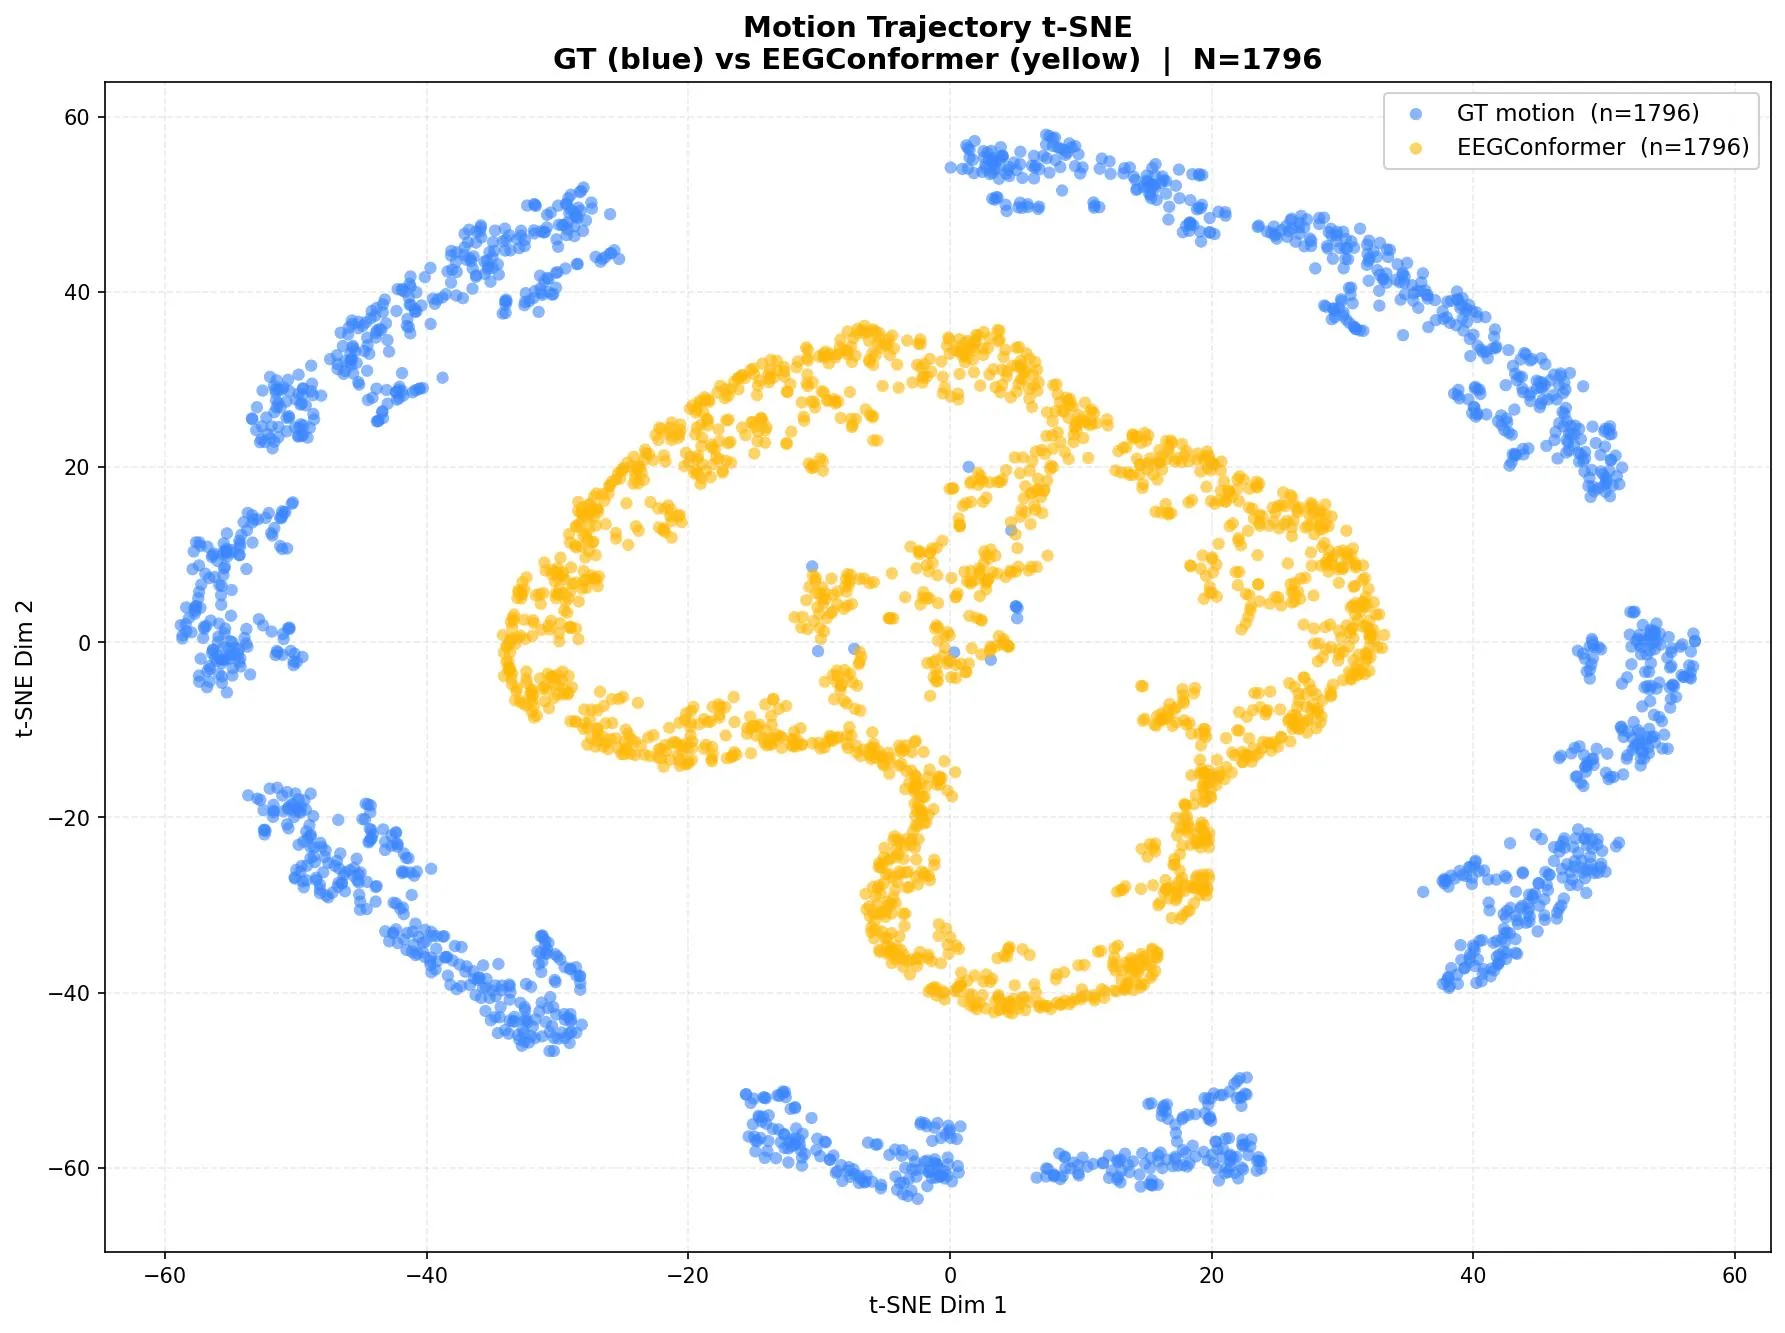 Motion Trajectory t-SNE
GT (blue) vs EEGConformer (yellow)  |  N=1796
GT motion  (n=1796)
EEGConformer  (n=1796)
60
40
20
0
−20
−40
−60
t-SNE Dim 2
−60
−40
−20
0
20
40
60
t-SNE Dim 1